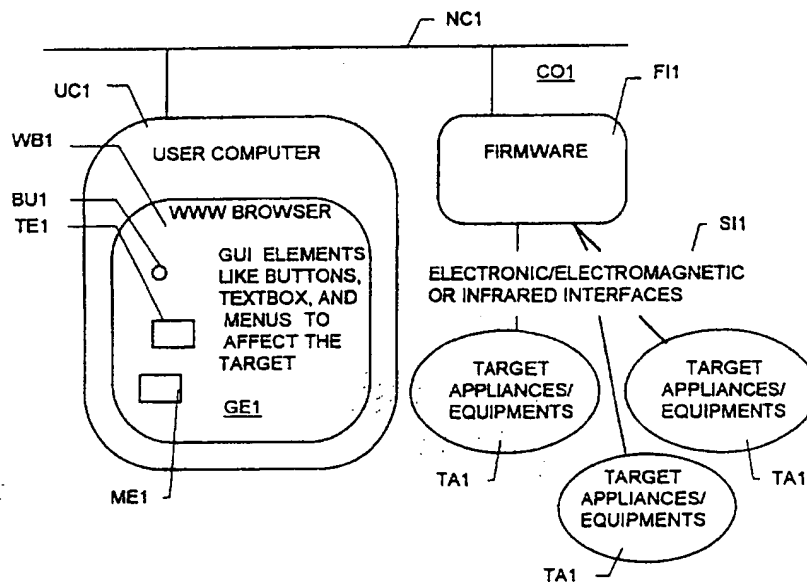 NC1
CO1
FI1
UC1
WB1
BU1
TE1
USER COMPUTER
WWW BROWSER
GUI ELEMENTS
LIKE BUTTONS,
TEXTBOX, AND
MENUS TO
AFFECT THE
TARGET
GE1
ME1
FIRMWARE
SI1
ELECTRONIC/ELECTROMAGNETIC
OR INFRARED INTERFACES
TARGET
APPLIANCES/
EQUIPMENTS
TA1
TARGET
APPLIANCES/
EQUIPMENTS
TA1
TARGET
APPLIANCES/
EQUIPMENTS
TA1